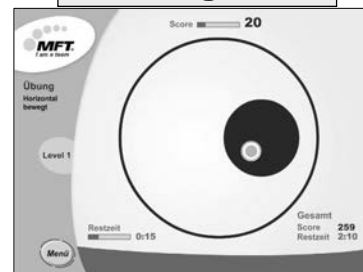 Score 20
MFT
I am a team
Übung
Horizontal
bewegt
Level 1
Restzeit 0:15
Gesamt
Score 259
Restzeit 2:10
Menü